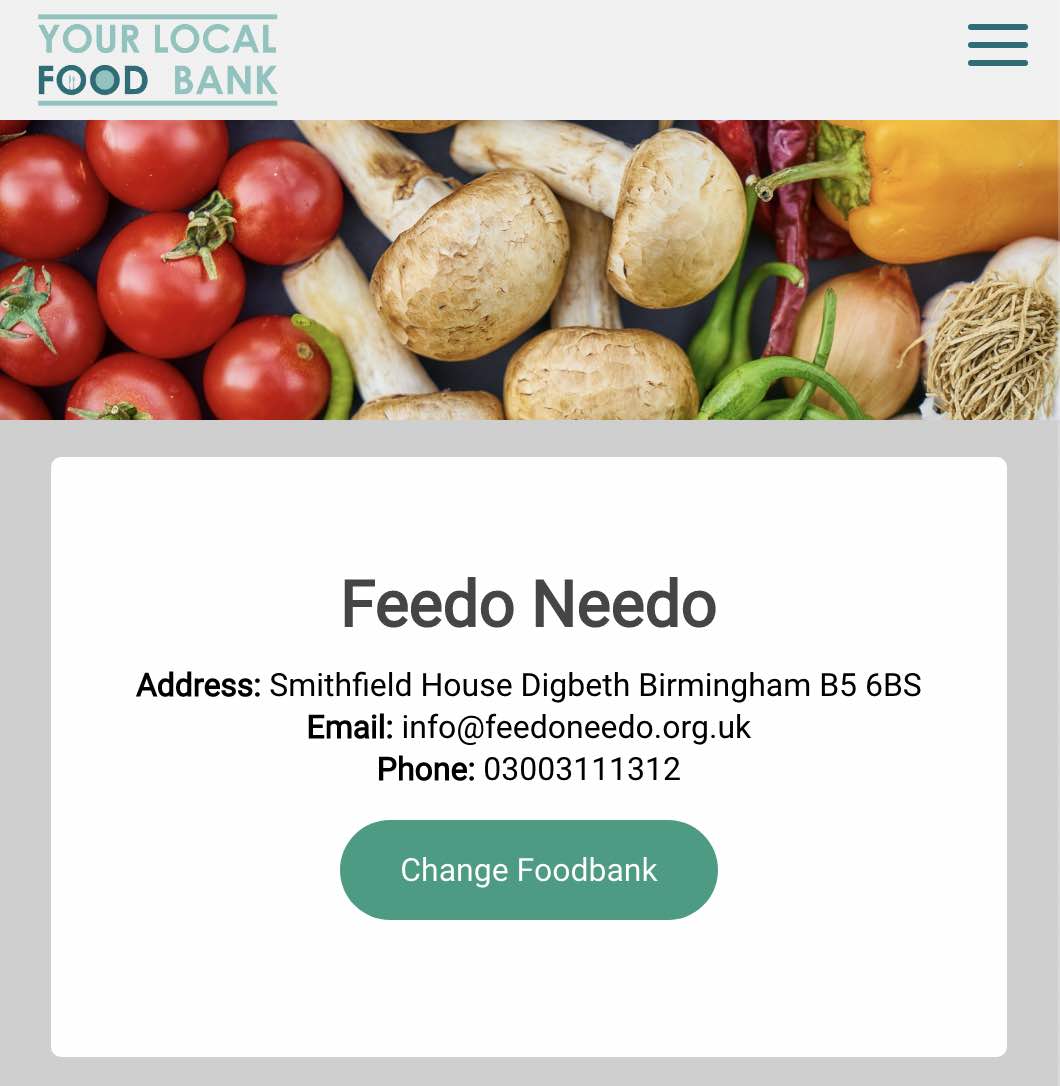 YOUR LOCAL
FOOD BANK
Feedo Needo
Address: Smithfield House Digbeth Birmingham B5 6BS
Email: info@feedoneedo.org.uk
Phone: 03003111312
Change Foodbank